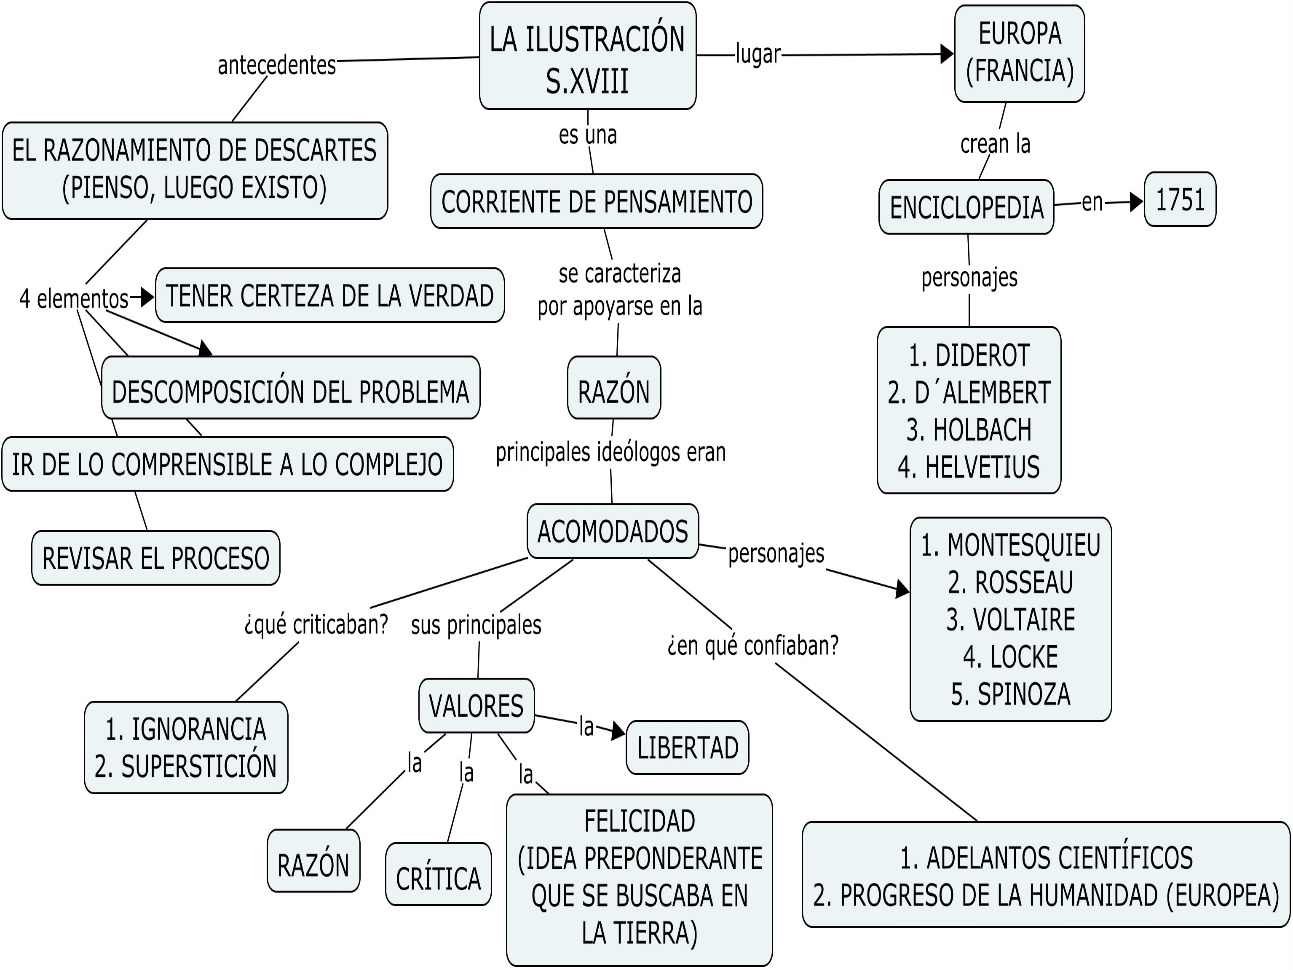 LA ILUSTRACIÓN
S.XVIII
antecedentes
lugar
EUROPA
(FRANCIA)
es una
crean la
EL RAZONAMIENTO DE DESCARTES
(PIENSO, LUEGO EXISTO)
CORRIENTE DE PENSAMIENTO
ENCICLOPEDIA
en
1751
4 elementos
TENER CERTEZA DE LA VERDAD
se caracteriza
por apoyarse en la
personajes
DESCOMPOSICIÓN DEL PROBLEMA
RAZÓN
1. DIDEROT
2. D´ALEMBERT
3. HOLBACH
4. HELVETIUS
IR DE LO COMPRENSIBLE A LO COMPLEJO
principales ideólogos eran
REVISAR EL PROCESO
ACOMODADOS
personajes
1. MONTESQUIEU
2. ROSSEAU
3. VOLTAIRE
4. LOCKE
5. SPINOZA
¿qué criticaban?
sus principales
¿en qué confiaban?
1. IGNORANCIA
2. SUPERSTICIÓN
VALORES
la
LIBERTAD
la
la
la
RAZÓN
CRÍTICA
FELICIDAD
(IDEA PREPONDERANTE
QUE SE BUSCABA EN
LA TIERRA)
1. ADELANTOS CIENTÍFICOS
2. PROGRESO DE LA HUMANIDAD (EUROPEA)